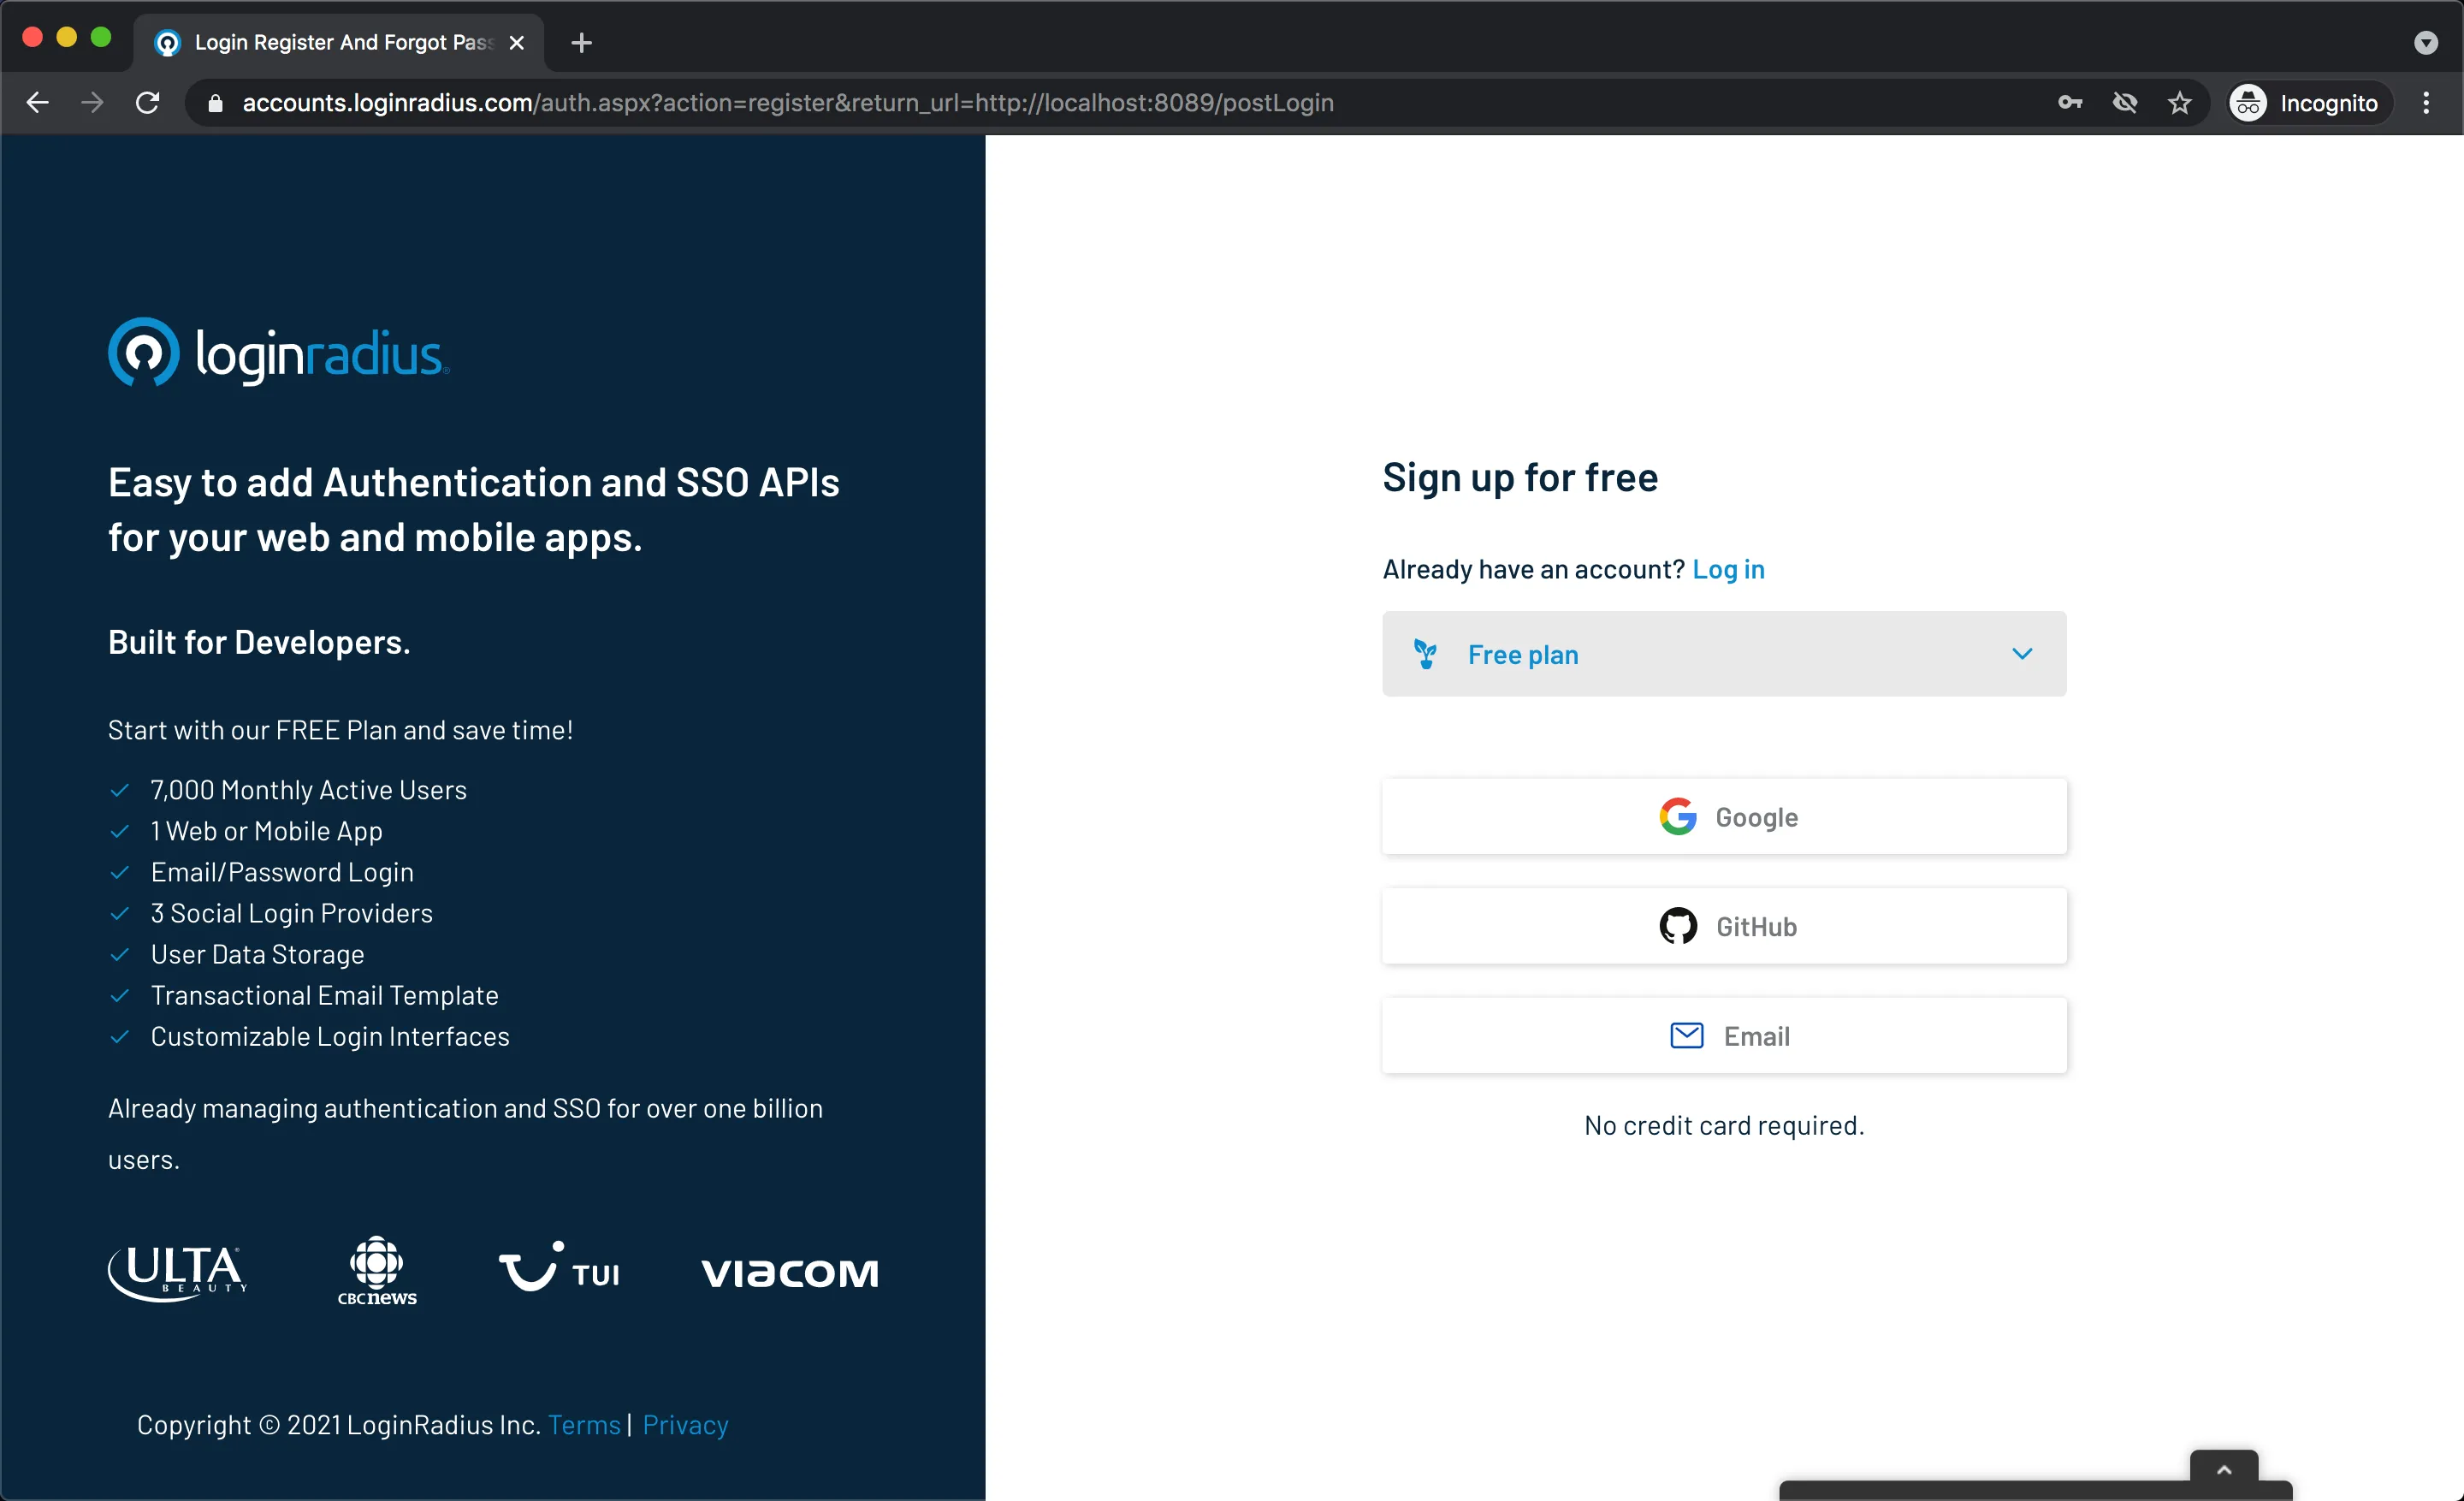 Login Register And Forgot Pass
accounts.loginradius.com/auth.aspx?action=register&return_url=http://localhost:8089/postLogin
Incognito
loginradius®
Easy to add Authentication and SSO APIs
for your web and mobile apps.
Built for Developers.
Start with our FREE Plan and save time!
7,000 Monthly Active Users
1 Web or Mobile App
Email/Password Login
3 Social Login Providers
User Data Storage
Transactional Email Template
Customizable Login Interfaces
Already managing authentication and SSO for over one billion
users.
ULTA
BEAUTY
CBC news
TUI
VIACOM
Copyright © 2021 LoginRadius Inc. Terms | Privacy
Sign up for free
Already have an account? Log in
Free plan
Google
GitHub
Email
No credit card required.